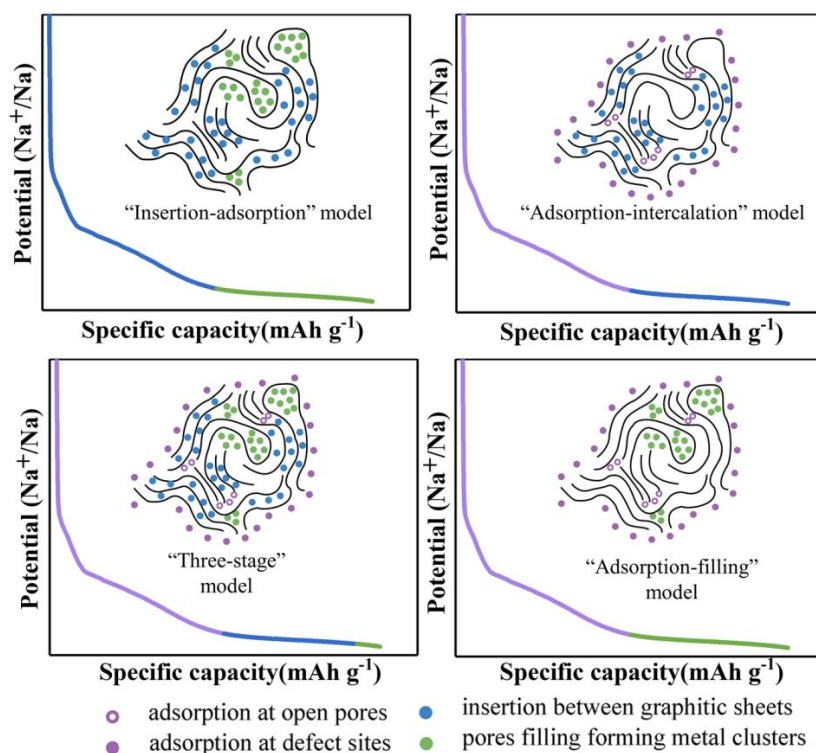 Potential (Na⁺/Na)
“Insertion-adsorption” model
Specific capacity(mAh g⁻¹)
Potential (Na⁺/Na)
“Adsorption-intercalation” model
Specific capacity(mAh g⁻¹)
Potential (Na⁺/Na)
“Three-stage”
model
Specific capacity(mAh g⁻¹)
Potential (Na⁺/Na)
“Adsorption-filling”
model
Specific capacity(mAh g⁻¹)
adsorption at open pores
insertion between graphitic sheets
adsorption at defect sites
pores filling forming metal clusters